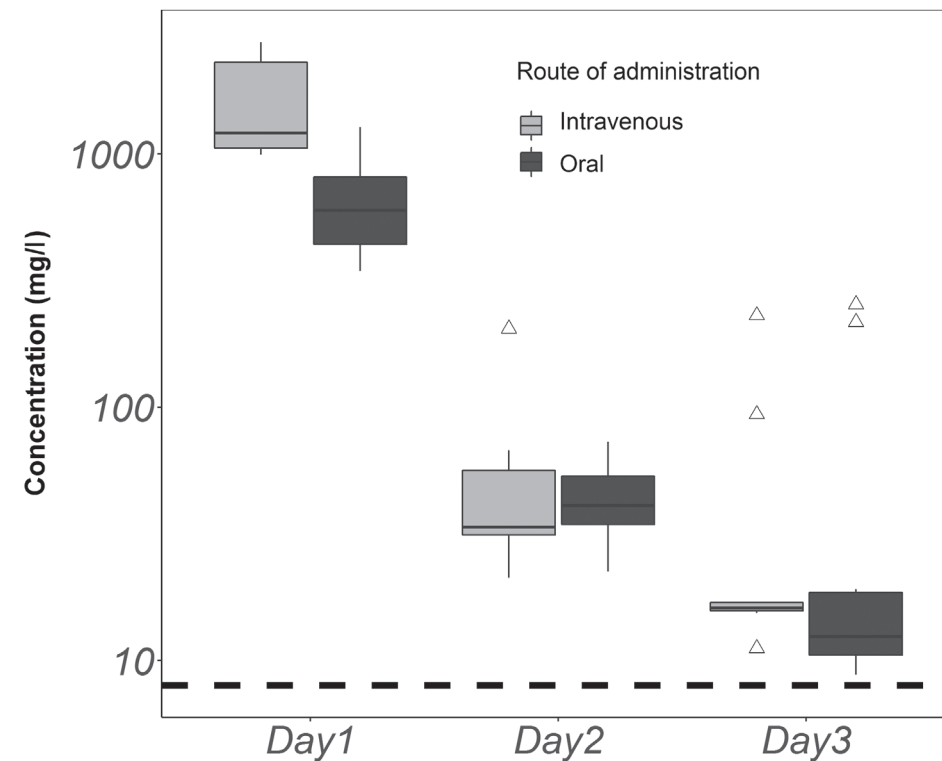 Route of administration
Intravenous
Oral
Concentration (mg/l)
1000
100
10
Day1
Day2
Day3